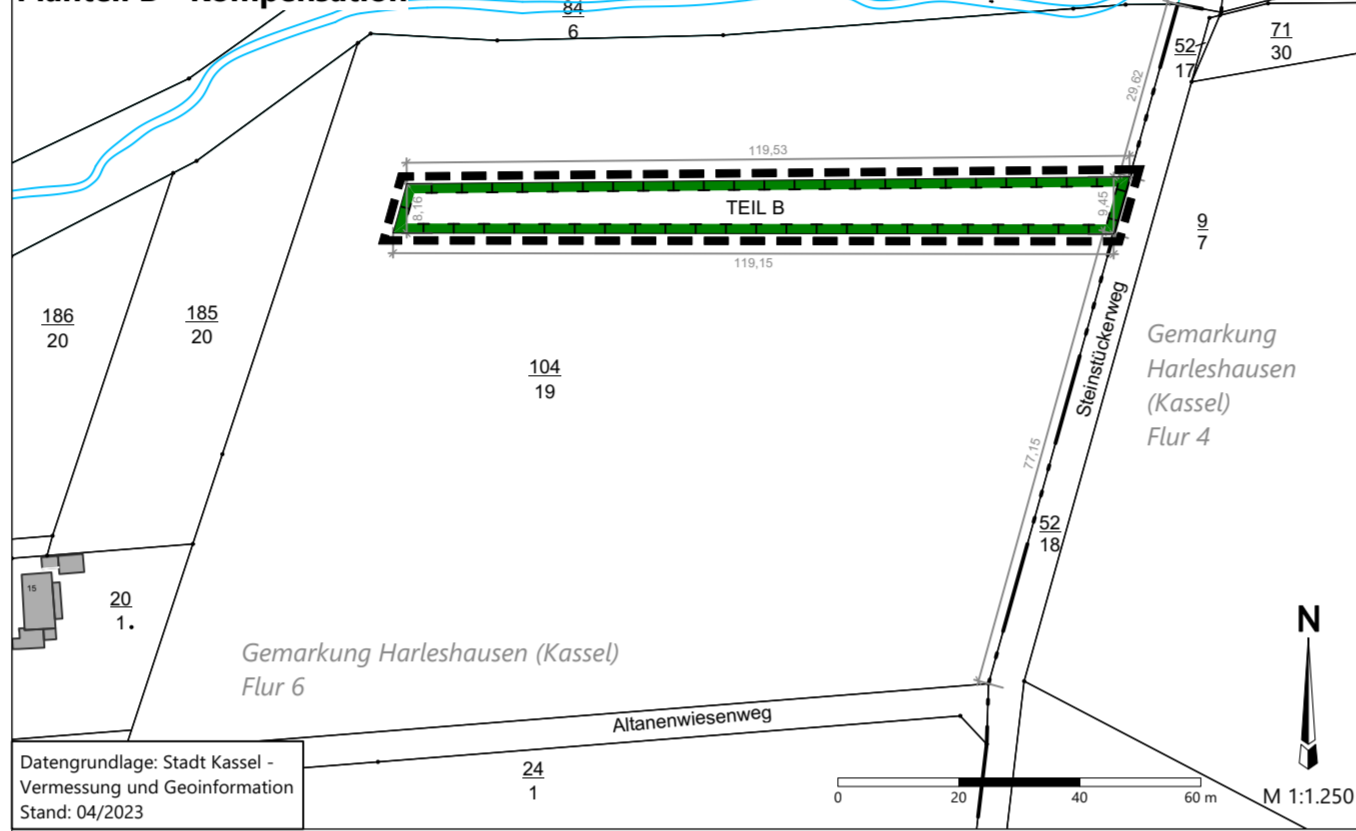 Planteil B - Kompensation
84
6
52
17
71
30
29,62
119,53
TEIL B
8,16
9,45
119,15
9
7
186
20
185
20
104
19
Steinstückerweg
Gemarkung
Harleshausen
(Kassel)
Flur 4
77,15
52
18
15
20
1.
Gemarkung Harleshausen (Kassel)
Flur 6
Altanenwiesenweg
N
24
1
Datengrundlage: Stadt Kassel -
Vermessung und Geoinformation
Stand: 04/2023
0 20 40 60 m
M 1:1.250